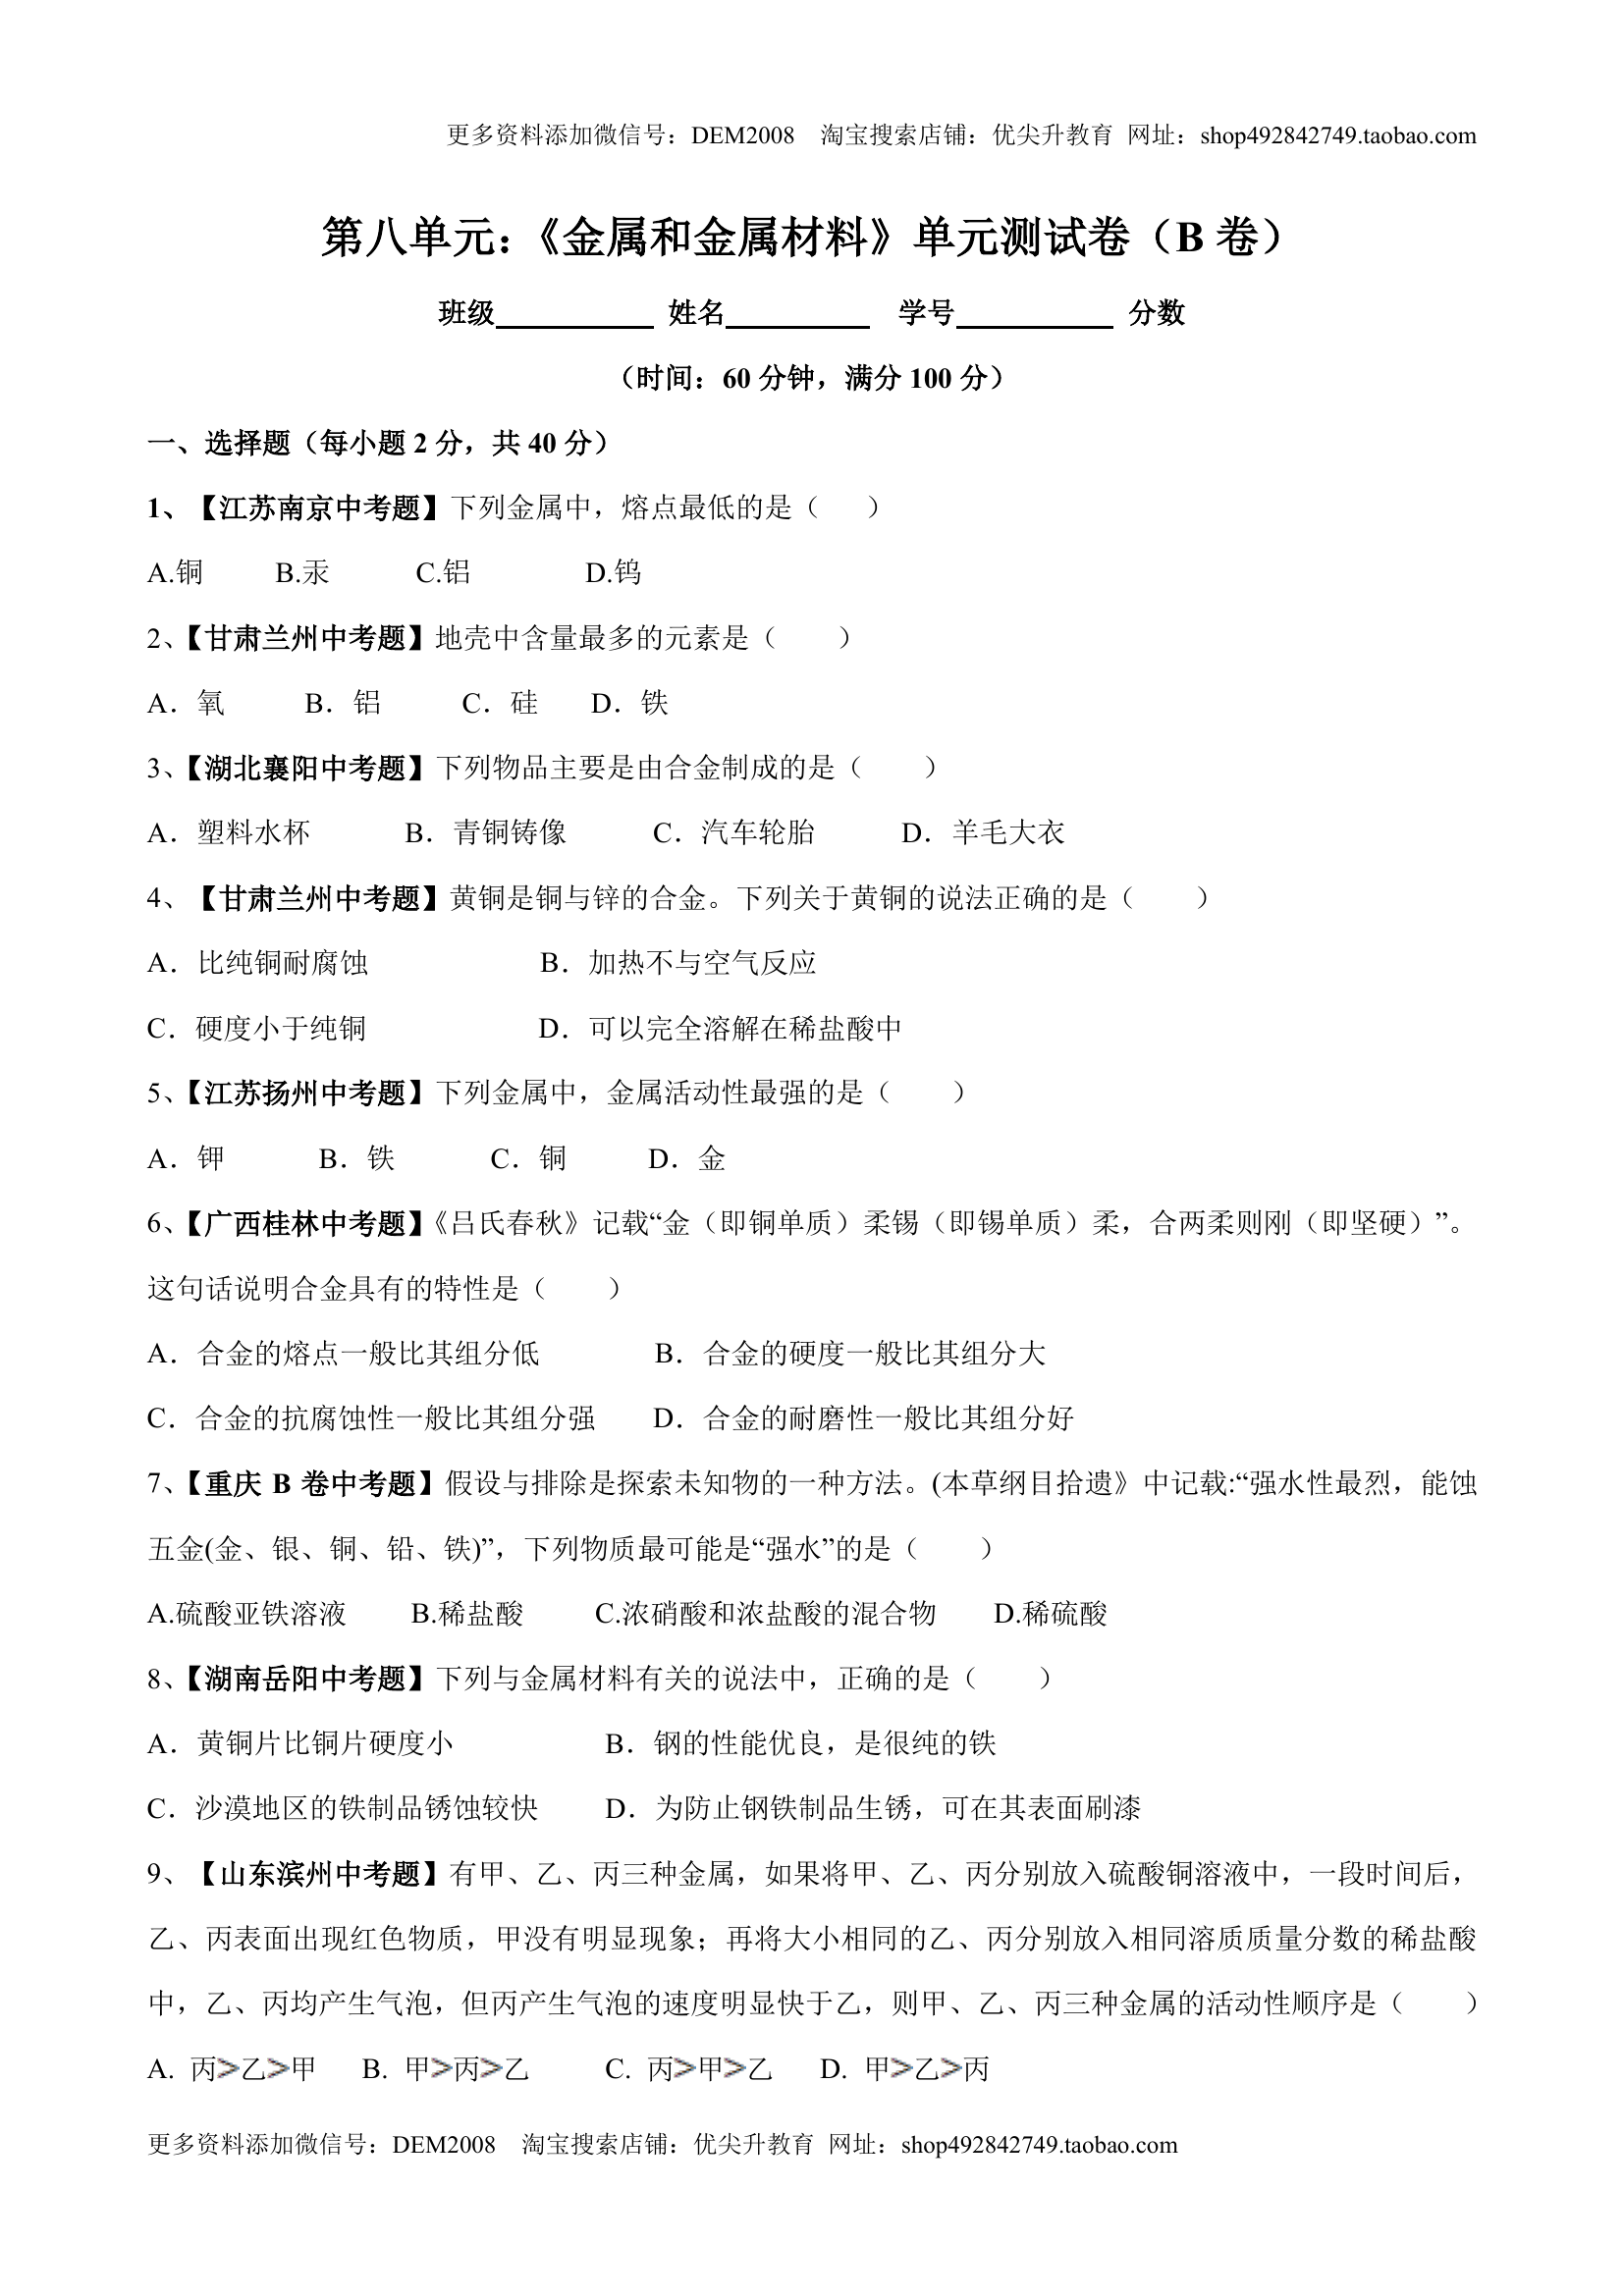 更多资料添加微信号：DEM2008 淘宝搜索店铺：优尖升教育 网址：shop492842749.taobao.com
第八单元：《金属和金属材料》单元测试卷（B 卷）
班级__________ 姓名__________ 学号__________ 分数
（时间：60 分钟，满分 100 分）
一、选择题（每小题 2 分，共 40 分）
1、【江苏南京中考题】下列金属中，熔点最低的是（ ）
A.铜 B.汞 C.铝 D.钨
2、【甘肃兰州中考题】地壳中含量最多的元素是（ ）
A．氧 B．铝 C．硅 D．铁
3、【湖北襄阳中考题】下列物品主要是由合金制成的是（ ）
A．塑料水杯 B．青铜铸像 C．汽车轮胎 D．羊毛大衣
4、【甘肃兰州中考题】黄铜是铜与锌的合金。下列关于黄铜的说法正确的是（ ）
A．比纯铜耐腐蚀 B．加热不与空气反应
C．硬度小于纯铜 D．可以完全溶解在稀盐酸中
5、【江苏扬州中考题】下列金属中，金属活动性最强的是（ ）
A．钾 B．铁 C．铜 D．金
6、【广西桂林中考题】《吕氏春秋》记载“金（即铜单质）柔锡（即锡单质）柔，合两柔则刚（即坚硬）”。
这句话说明合金具有的特性是（ ）
A．合金的熔点一般比其组分低 B．合金的硬度一般比其组分大
C．合金的抗腐蚀性一般比其组分强 D．合金的耐磨性一般比其组分好
7、【重庆 B 卷中考题】假设与排除是探索未知物的一种方法。(本草纲目拾遗》中记载:“强水性最烈，能蚀
五金(金、银、铜、铅、铁)”，下列物质最可能是“强水”的是（ ）
A.硫酸亚铁溶液 B.稀盐酸 C.浓硝酸和浓盐酸的混合物 D.稀硫酸
8、【湖南岳阳中考题】下列与金属材料有关的说法中，正确的是（ ）
A．黄铜片比铜片硬度小 B．钢的性能优良，是很纯的铁
C．沙漠地区的铁制品锈蚀较快 D．为防止钢铁制品生锈，可在其表面刷漆
9、【山东滨州中考题】有甲、乙、丙三种金属，如果将甲、乙、丙分别放入硫酸铜溶液中，一段时间后，
乙、丙表面出现红色物质，甲没有明显现象；再将大小相同的乙、丙分别放入相同溶质质量分数的稀盐酸
中，乙、丙均产生气泡，但丙产生气泡的速度明显快于乙，则甲、乙、丙三种金属的活动性顺序是（ ）
A. 丙>乙>甲 B. 甲>丙>乙 C. 丙>甲>乙 D. 甲>乙>丙
更多资料添加微信号：DEM2008 淘宝搜索店铺：优尖升教育 网址：shop492842749.taobao.com